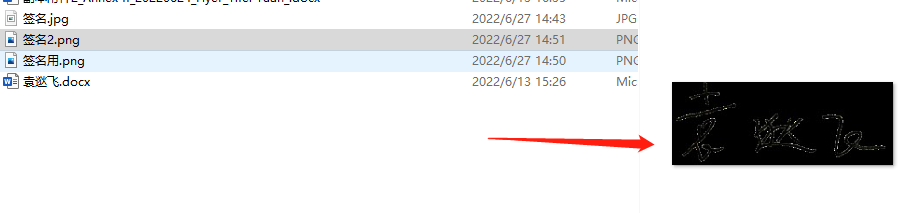 签名.jpg 2022/6/27 14:43 JPG
签名2.png 2022/6/27 14:51 PNG
签名用.png 2022/6/27 14:50 PNG
袁逖飞.docx 2022/6/13 15:26 Mic